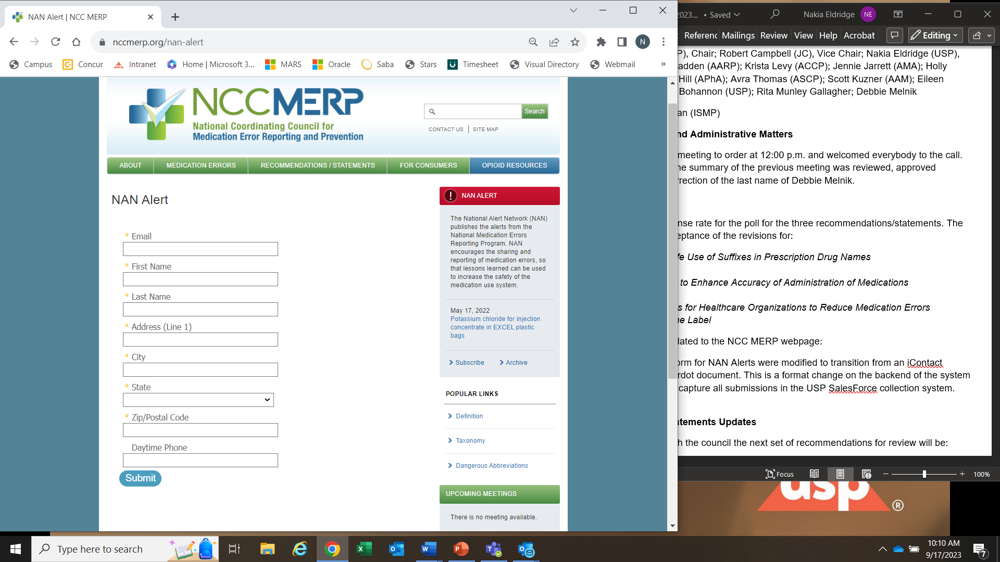 NAN Alert | NCC MERP
nccmerp.org/nan-alert
N
Campus
Concur
Intranet
Home | Microsoft 3...
MARS
Oracle
Saba
Stars
Timesheet
Visual Directory
Webmail
»
NCCMERP
National Coordinating Council for
Medication Error Reporting and Prevention
Search
CONTACT US
SITE MAP
ABOUT
MEDICATION ERRORS
RECOMMENDATIONS / STATEMENTS
FOR CONSUMERS
OPIOID RESOURCES
NAN Alert
* Email
* First Name
* Last Name
* Address (Line 1)
* City
* State
* Zip/Postal Code
Daytime Phone
Submit
! NAN ALERT
The National Alert Network (NAN)
publishes the alerts from the
National Medication Errors
Reporting Program. NAN
encourages the sharing and
reporting of medication errors, so
that lessons learned can be used
to increase the safety of the
medication use system.
May 17, 2022
Potassium chloride for injection
concentrate in EXCEL plastic
bags
Subscribe
Archive
POPULAR LINKS
Definition
Taxonomy
Dangerous Abbreviations
UPCOMING MEETINGS
There is no meeting available.
2023... • Saved
Nakia Eldridge NE
Referenc Mailings Review View Help Acrobat
Editing
P), Chair; Robert Campbell (JC), Vice Chair; Nakia Eldridge (USP),
adden (AARP); Krista Levy (ACCP); Jennie Jarrett (AMA); Holly
Hill (APhA); Avra Thomas (ASCP); Scott Kuzner (AAM); Eileen
Bohannon (USP); Rita Munley Gallagher; Debbie Melnik
an (ISMP)
nd Administrative Matters
meeting to order at 12:00 p.m. and welcomed everybody to the call.
he summary of the previous meeting was reviewed, approved
rrection of the last name of Debbie Melnik.
nse rate for the poll for the three recommendations/statements. The
eptance of the revisions for:
fe Use of Suffixes in Prescription Drug Names
to Enhance Accuracy of Administration of Medications
s for Healthcare Organizations to Reduce Medication Errors
ne Label
dated to the NCC MERP webpage:
orm for NAN Alerts were modified to transition from an iContact
rdot document. This is a format change on the backend of the system
capture all submissions in the USP SalesForce collection system.
atements Updates
h the council the next set of recommendations for review will be:
Focus
100%
usp ®
Type here to search
10:10 AM
9/17/2023
7